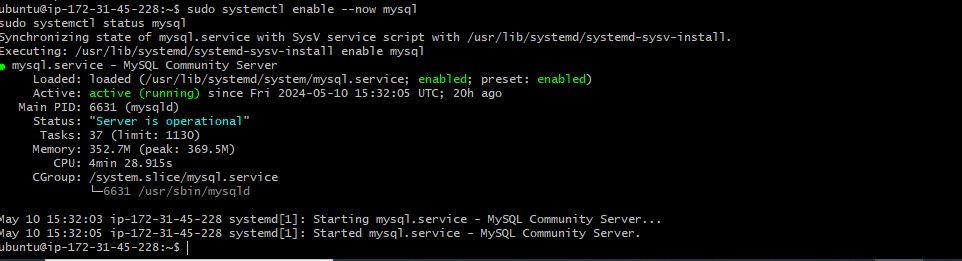 ubuntu@ip-172-31-45-228:~$ sudo systemctl enable --now mysql
sudo systemctl status mysql
Synchronizing state of mysql.service with SysV service script with /usr/lib/systemd/systemd-sysv-install.
Executing: /usr/lib/systemd/systemd-sysv-install enable mysql
● mysql.service - MySQL Community Server
     Loaded: loaded (/usr/lib/systemd/system/mysql.service; enabled; preset: enabled)
     Active: active (running) since Fri 2024-05-10 15:32:05 UTC; 20h ago
   Main PID: 6631 (mysqld)
     Status: "Server is operational"
      Tasks: 37 (limit: 1130)
     Memory: 352.7M (peak: 369.5M)
        CPU: 4min 28.915s
     CGroup: /system.slice/mysql.service
             └─6631 /usr/sbin/mysqld
May 10 15:32:03 ip-172-31-45-228 systemd[1]: Starting mysql.service - MySQL Community Server...
May 10 15:32:05 ip-172-31-45-228 systemd[1]: Started mysql.service - MySQL Community Server.
ubuntu@ip-172-31-45-228:~$